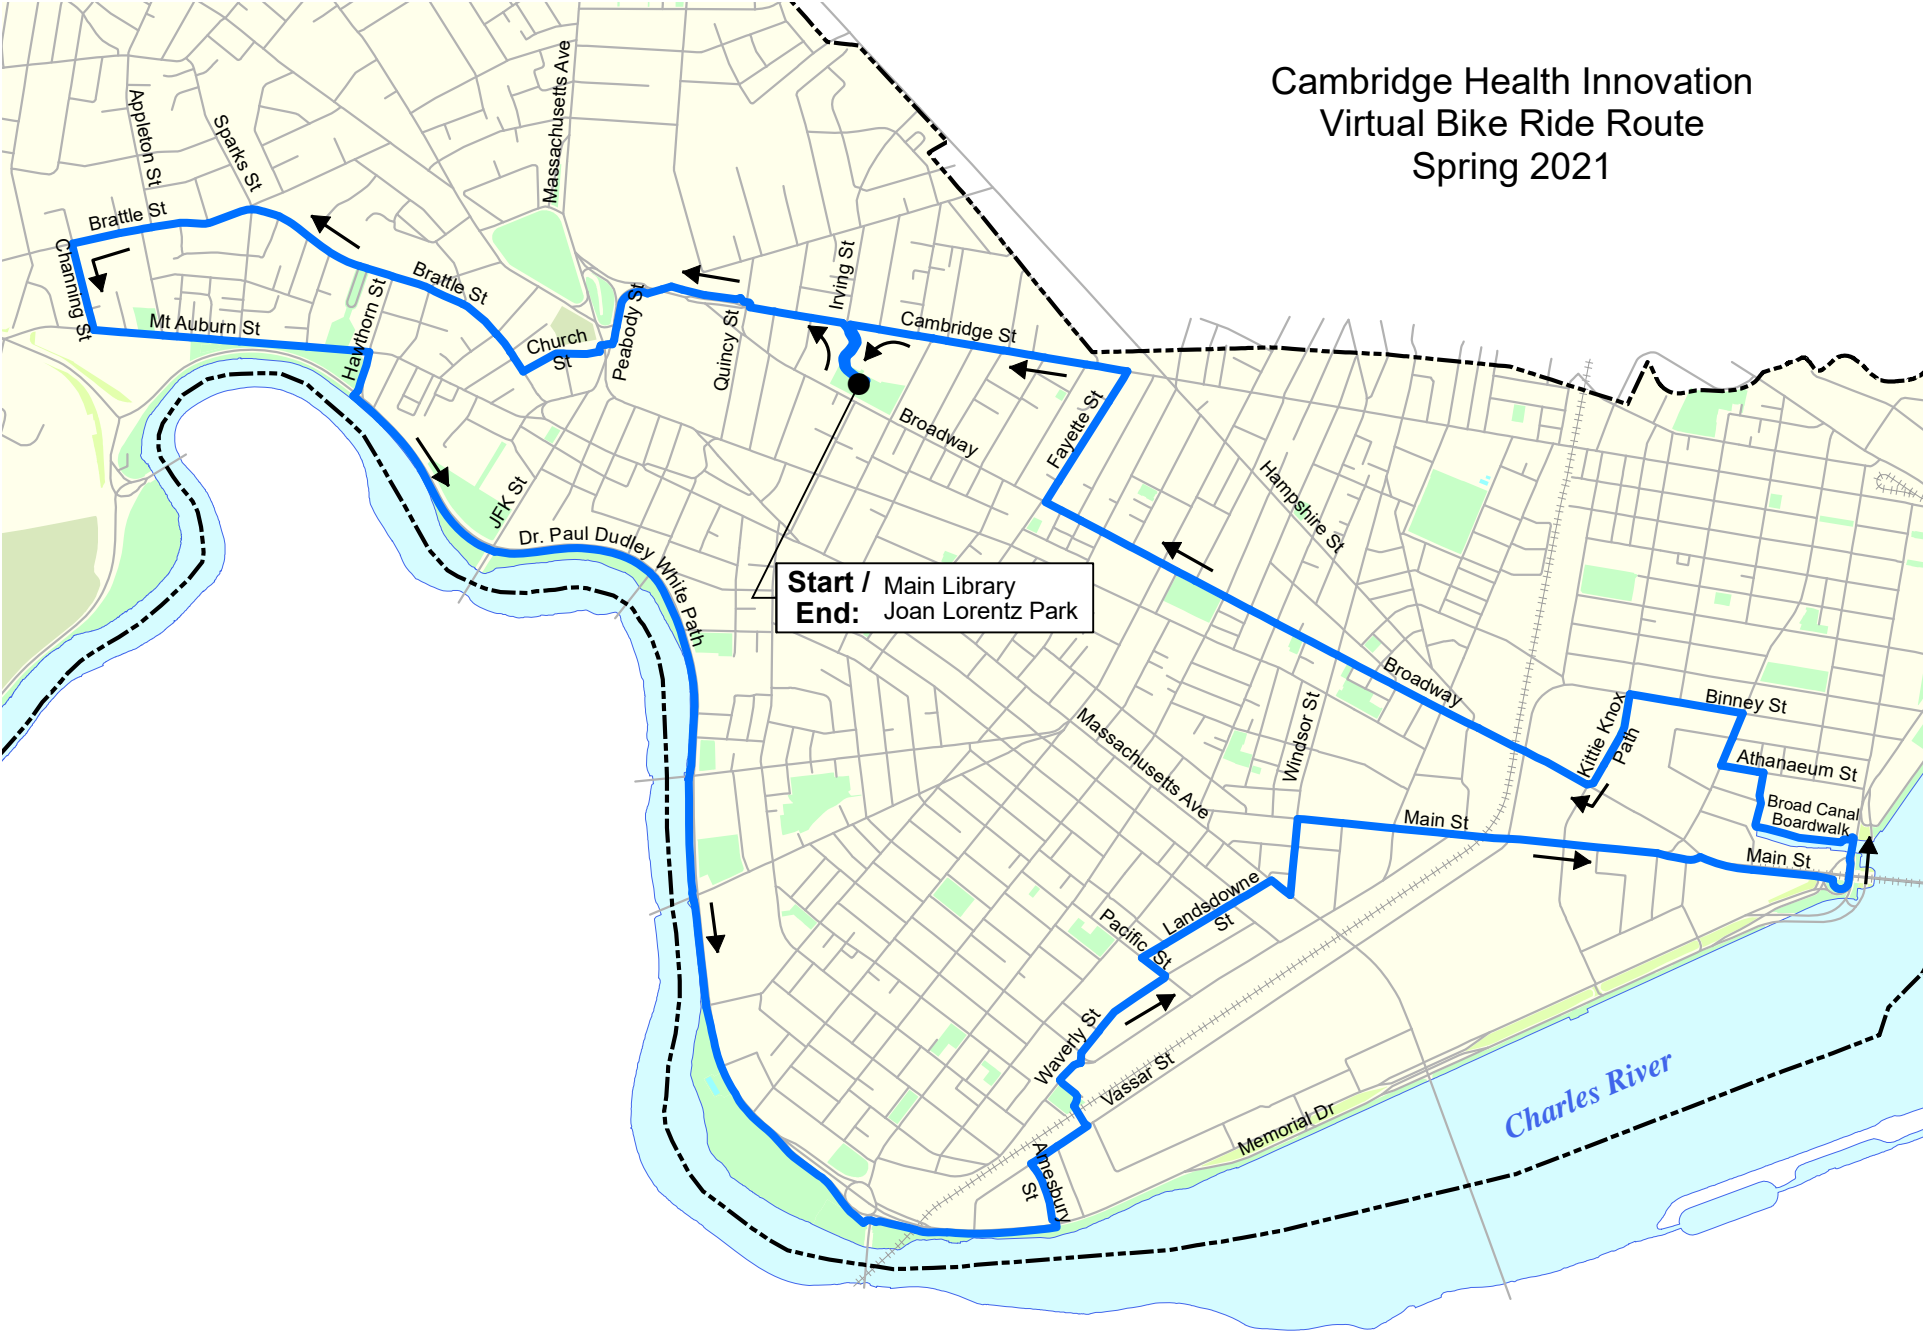 Cambridge Health Innovation
Virtual Bike Ride Route
Spring 2021
Massachusetts Ave
Appleton St
Sparks St
Brattle St
Channing St
Mt Auburn St
Hawthorn St
Brattle St
Church
St
Peabody St
Quincy St
Irving St
Cambridge St
Broadway
Fayette St
Hampshire St
JFK St
Dr. Paul Dudley White Path
Start /
End:
Main Library
Joan Lorentz Park
Broadway
Windsor St
Massachusetts Ave
Kittie Knox
Path
Binney St
Athanaeum St
Broad Canal
Boardwalk
Main St
Main St
Landsdowne
St
Pacific St
Waverly St
Vassar St
Amesbury
St
Memorial Dr
Charles River